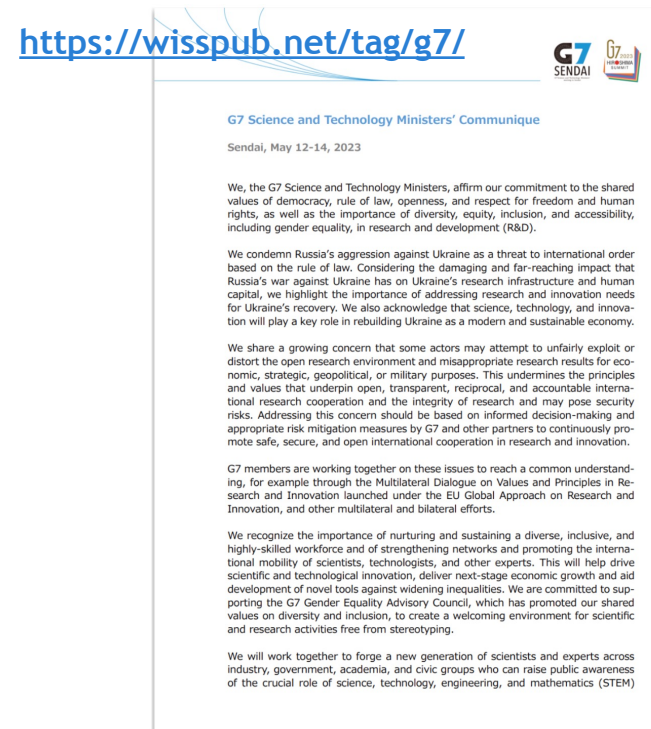 https://wisspub.net/tag/g7/
G7
SENDAI
G7 2023
HIROSHIMA
SUMMIT
G7 Science and Technology Ministers' Communique
Sendai, May 12-14, 2023
We, the G7 Science and Technology Ministers, affirm our commitment to the shared
values of democracy, rule of law, openness, and respect for freedom and human
rights, as well as the importance of diversity, equity, inclusion, and accessibility,
including gender equality, in research and development (R&D).
We condemn Russia's aggression against Ukraine as a threat to international order
based on the rule of law. Considering the damaging and far-reaching impact that
Russia's war against Ukraine has on Ukraine's research infrastructure and human
capital, we highlight the importance of addressing research and innovation needs
for Ukraine's recovery. We also acknowledge that science, technology, and innova-
tion will play a key role in rebuilding Ukraine as a modern and sustainable economy.
We share a growing concern that some actors may attempt to unfairly exploit or
distort the open research environment and misappropriate research results for eco-
nomic, strategic, geopolitical, or military purposes. This undermines the principles
and values that underpin open, transparent, reciprocal, and accountable interna-
tional research cooperation and the integrity of research and may pose security
risks. Addressing this concern should be based on informed decision-making and
appropriate risk mitigation measures by G7 and other partners to continuously pro-
mote safe, secure, and open international cooperation in research and innovation.
G7 members are working together on these issues to reach a common understand-
ing, for example through the Multilateral Dialogue on Values and Principles in Re-
search and Innovation launched under the EU Global Approach on Research and
Innovation, and other multilateral and bilateral efforts.
We recognize the importance of nurturing and sustaining a diverse, inclusive, and
highly-skilled workforce and of strengthening networks and promoting the interna-
tional mobility of scientists, technologists, and other experts. This will help drive
scientific and technological innovation, deliver next-stage economic growth and aid
development of novel tools against widening inequalities. We are committed to sup-
porting the G7 Gender Equality Advisory Council, which has promoted our shared
values on diversity and inclusion, to create a welcoming environment for scientific
and research activities free from stereotyping.
We will work together to forge a new generation of scientists and experts across
industry, government, academia, and civic groups who can raise public awareness
of the crucial role of science, technology, engineering, and mathematics (STEM)